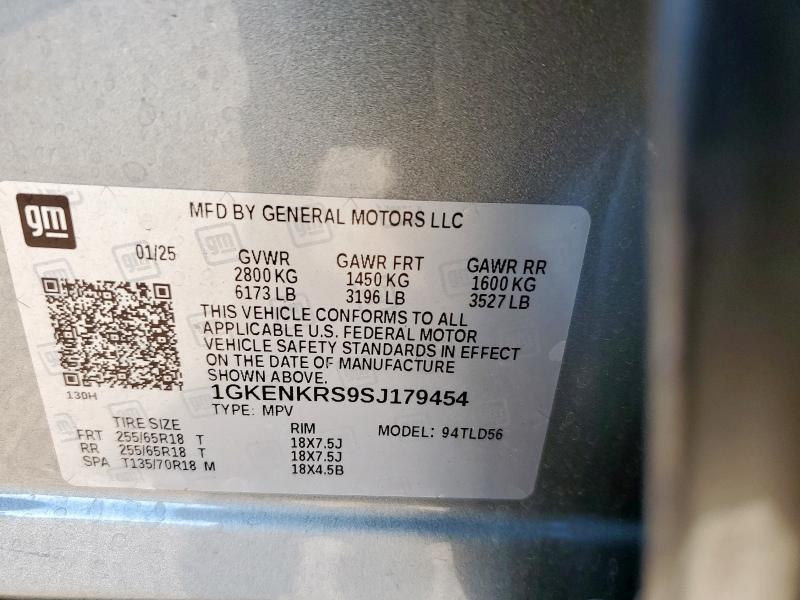 gm
MFD BY GENERAL MOTORS LLC
01/25 GVWR GAWR FRT GAWR RR
2800 KG 1450 KG 1600 KG
6173 LB 3196 LB 3527 LB
THIS VEHICLE CONFORMS TO ALL
APPLICABLE U.S. FEDERAL MOTOR
VEHICLE SAFETY STANDARDS IN EFFECT
ON THE DATE OF MANUFACTURE
SHOWN ABOVE.
130H
1GKENKRS9SJ179454
TYPE: MPV
TIRE SIZE RIM MODEL: 94TLD56
FRT 255/65R18 T 18X7.5J
RR 255/65R18 T 18X7.5J
SPA T135/70R18 M 18X4.5B